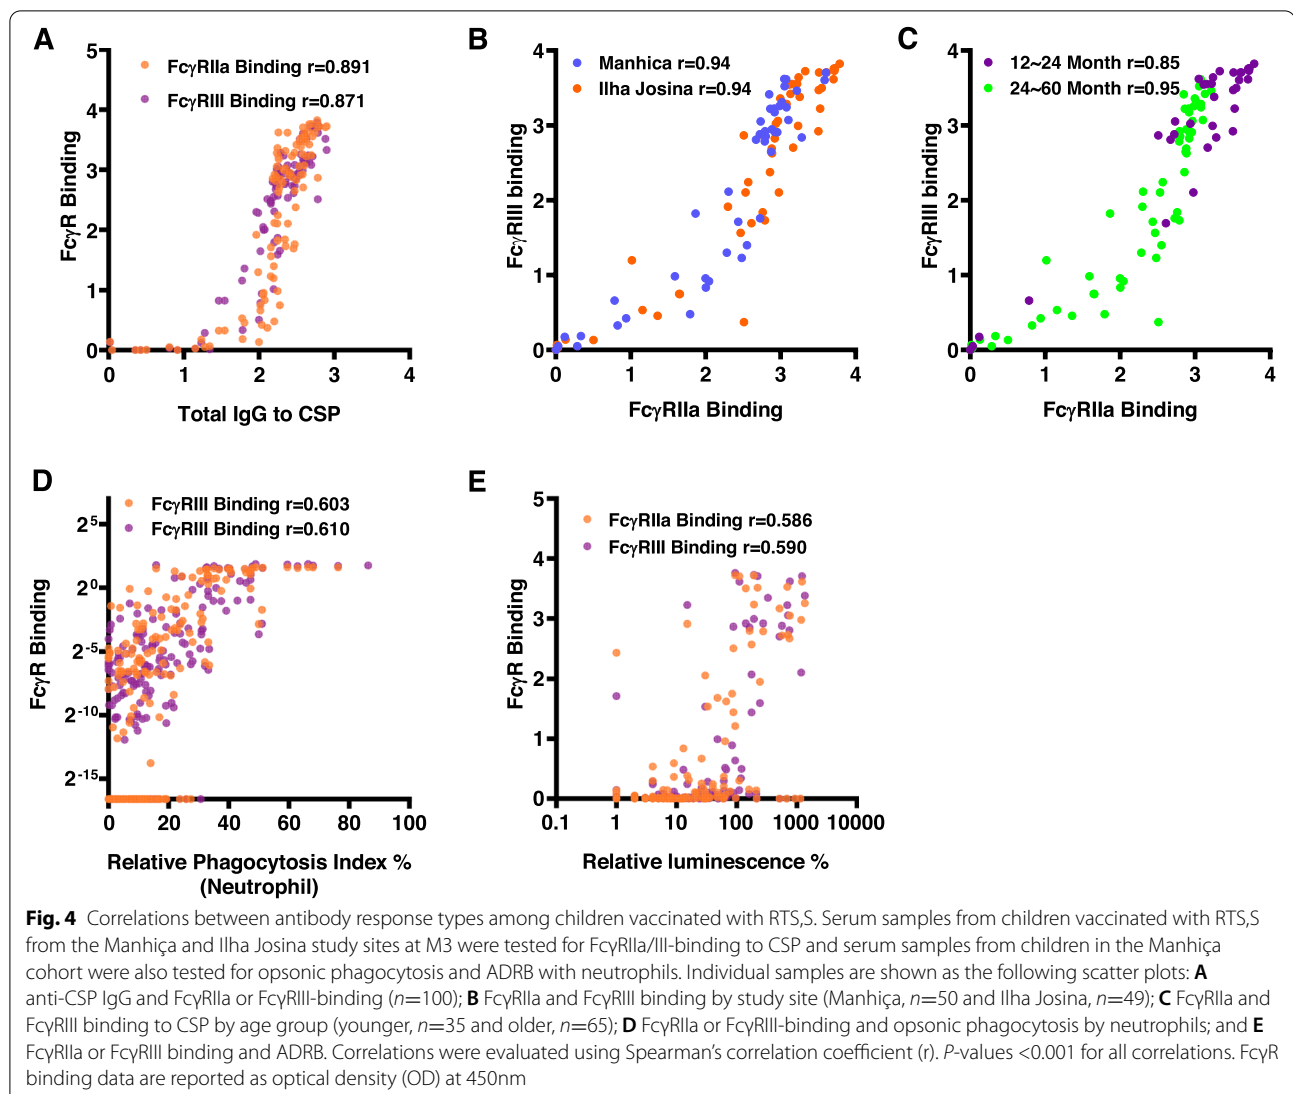 A
5
4
3
2
1
0
FcγR Binding
FcγRIIa Binding r=0.891
FcγRIII Binding r=0.871
0 1 2 3 4
Total IgG to CSP
B
4
3
2
1
0
FcγRIII binding
Manhica r=0.94
Ilha Josina r=0.94
0 1 2 3 4
FcγRIIa Binding
C
4
3
2
1
0
FcγRIII binding
12~24 Month r=0.85
24~60 Month r=0.95
0 1 2 3 4
FcγRIIa Binding
D
2^5
2^0
2^-5
2^-10
2^-15
FcγR Binding
FcγRIII Binding r=0.603
FcγRIII Binding r=0.610
0 20 40 60 80 100
Relative Phagocytosis Index %
(Neutrophil)
E
5
4
3
2
1
0
FcγR Binding
FcγRIIa Binding r=0.586
FcγRIII Binding r=0.590
0.1 1 10 100 1000 10000
Relative luminescence %
Fig. 4 Correlations between antibody response types among children vaccinated with RTS,S. Serum samples from children vaccinated with RTS,S
from the Manhiça and Ilha Josina study sites at M3 were tested for FcγRIIa/III-binding to CSP and serum samples from children in the Manhiça
cohort were also tested for opsonic phagocytosis and ADRB with neutrophils. Individual samples are shown as the following scatter plots: A
anti-CSP IgG and FcγRIIa or FcγRIII-binding (n=100); B FcγRIIa and FcγRIII binding by study site (Manhiça, n=50 and Ilha Josina, n=49); C FcγRIIa and
FcγRIII binding to CSP by age group (younger, n=35 and older, n=65); D FcγRIIa or FcγRIII-binding and opsonic phagocytosis by neutrophils; and E
FcγRIIa or FcγRIII binding and ADRB. Correlations were evaluated using Spearman's correlation coefficient (r). P-values <0.001 for all correlations. FcγR
binding data are reported as optical density (OD) at 450nm